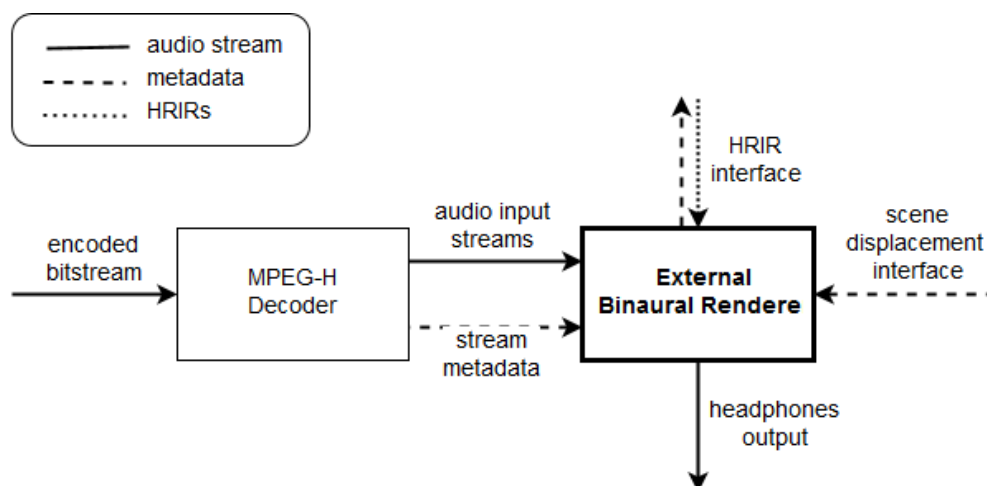 audio stream
metadata
HRIRs
HRIR
interface
audio input
streams
scene
displacement
interface
encoded
bitstream
MPEG-H
Decoder
External
Binaural Rendere
stream
metadata
headphones
output